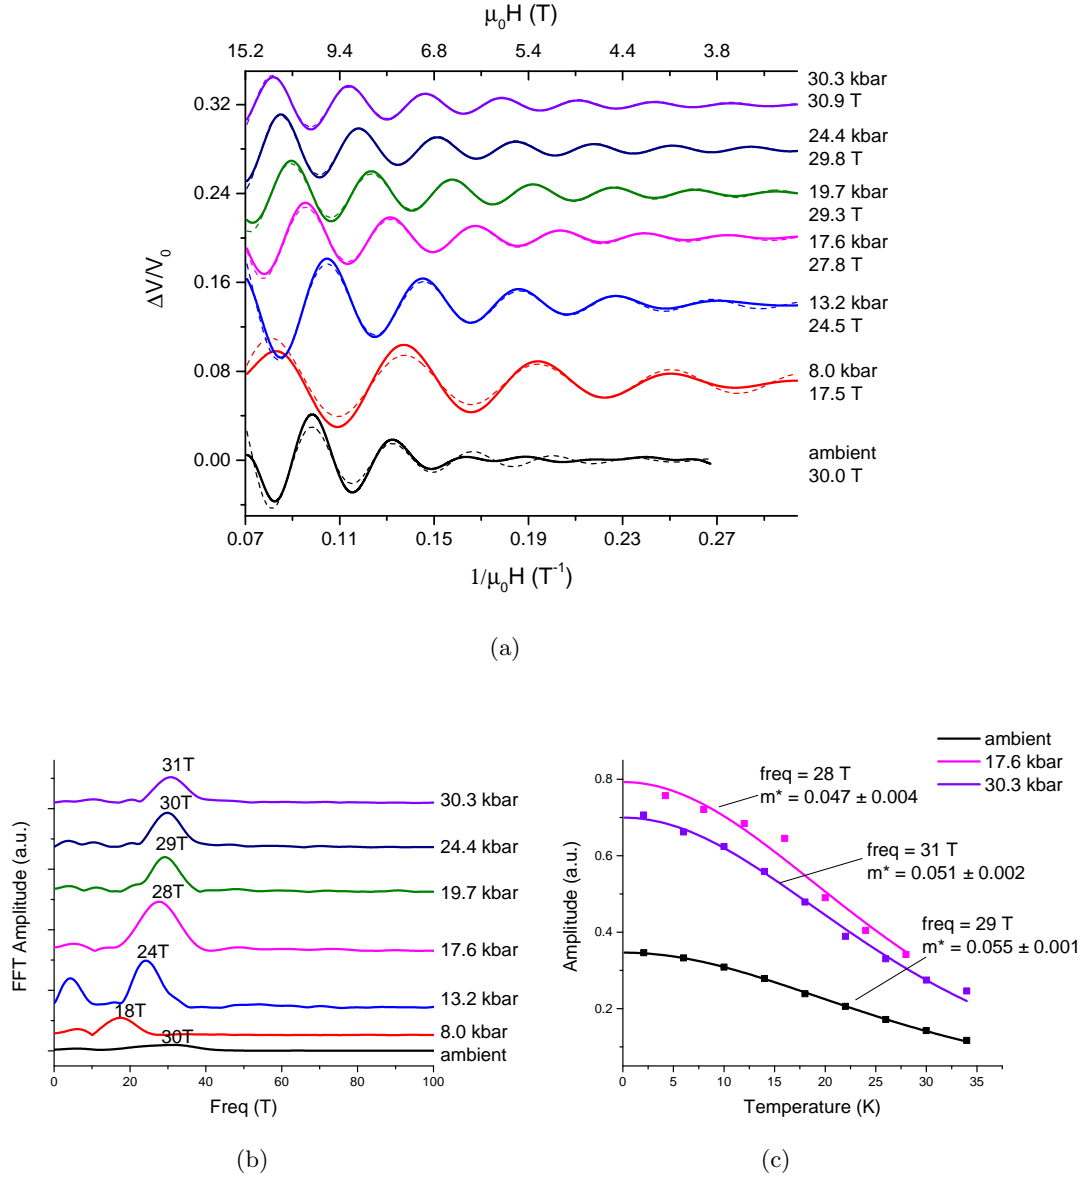 μ₀H (T)
15.2 9.4 6.8 5.4 4.4 3.8
0.32
0.24
0.16
0.08
0.00
ΔV/V₀
30.3 kbar
30.9 T
24.4 kbar
29.8 T
19.7 kbar
29.3 T
17.6 kbar
27.8 T
13.2 kbar
24.5 T
8.0 kbar
17.5 T
ambient
30.0 T
0.07 0.11 0.15 0.19 0.23 0.27
1/μ₀H (T⁻¹)
(a)
31T
30.3 kbar
30T
24.4 kbar
29T
19.7 kbar
28T
17.6 kbar
24T
13.2 kbar
18T
8.0 kbar
30T
ambient
FFT Amplitude (a.u.)
0 20 40 60 80 100
Freq (T)
(b)
ambient
17.6 kbar
30.3 kbar
freq = 28 T
m* = 0.047 ± 0.004
freq = 31 T
m* = 0.051 ± 0.002
freq = 29 T
m* = 0.055 ± 0.001
0.8
0.6
0.4
0.2
Amplitude (a.u.)
0 5 10 15 20 25 30 35
Temperature (K)
(c)